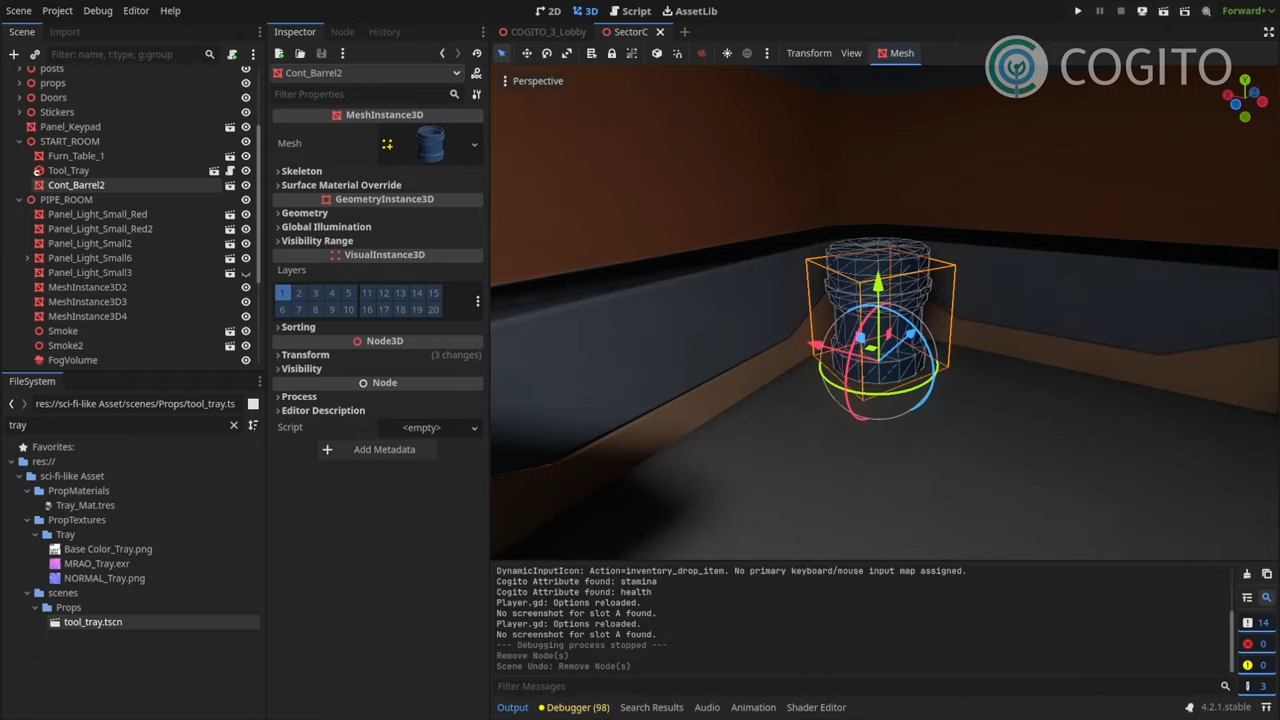 Scene Project Debug Editor Help
2D 3D Script AssetLib
Forward+
Scene Import
Filter: name, t:type, g:group
posts
props
Doors
Stickers
Panel_Keypad
START_ROOM
Furn_Table_1
Tool_Tray
Cont_Barrel2
PIPE_ROOM
Panel_Light_Small_Red
Panel_Light_Small_Red2
Panel_Light_Small2
Panel_Light_Small6
Panel_Light_Small3
MeshInstance3D2
MeshInstance3D3
MeshInstance3D4
Smoke
Smoke2
FogVolume
FileSystem
res://sci-fi-like Asset/scenes/Props/tool_tray.ts
tray
Favorites:
res://
sci-fi-like Asset
PropMaterials
Tray_Mat.tres
PropTextures
Tray
Base Color_Tray.png
MRAO_Tray.exr
NORMAL_Tray.png
scenes
Props
tool_tray.tscn
Inspector Node History
Cont_Barrel2
Filter Properties
MeshInstance3D
Mesh
Skeleton
Surface Material Override
GeometryInstance3D
Geometry
Global Illumination
Visibility Range
VisualInstance3D
Layers
1 2 3 4 5 11 12 13 14 15
6 7 8 9 10 16 17 18 19 20
Sorting
Node3D
Transform (3 changes)
Visibility
Node
Process
Editor Description
Script <empty>
Add Metadata
COGITO_3_Lobby SectorC
Transform View Mesh
Perspective
COGITO
X
Y
Z
DynamicInputIcon: Action=inventory_drop_item. No primary keyboard/mouse input map assigned.
Cogito Attribute found: stamina
Cogito Attribute found: health
Player.gd: Options reloaded.
No screenshot for slot A found.
Player.gd: Options reloaded.
No screenshot for slot A found.
--- Debugging process stopped ---
Remove Node(s)
Scene Undo: Remove Node(s)
14
0
0
3
Filter Messages
Output Debugger (98) Search Results Audio Animation Shader Editor
4.2.1.stable